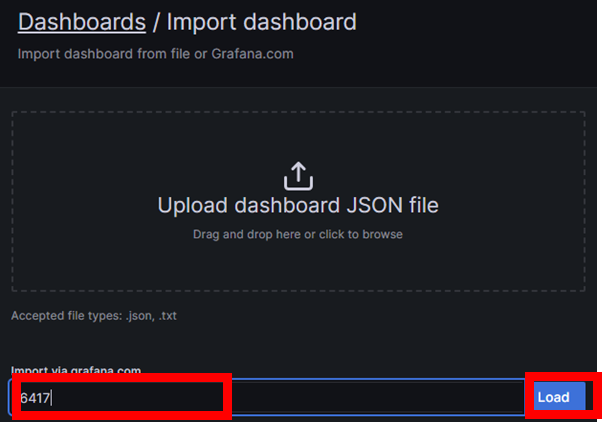 Dashboards / Import dashboard
Import dashboard from file or Grafana.com
Upload dashboard JSON file
Drag and drop here or click to browse
Accepted file types: .json, .txt
Import via grafana.com
6417
Load